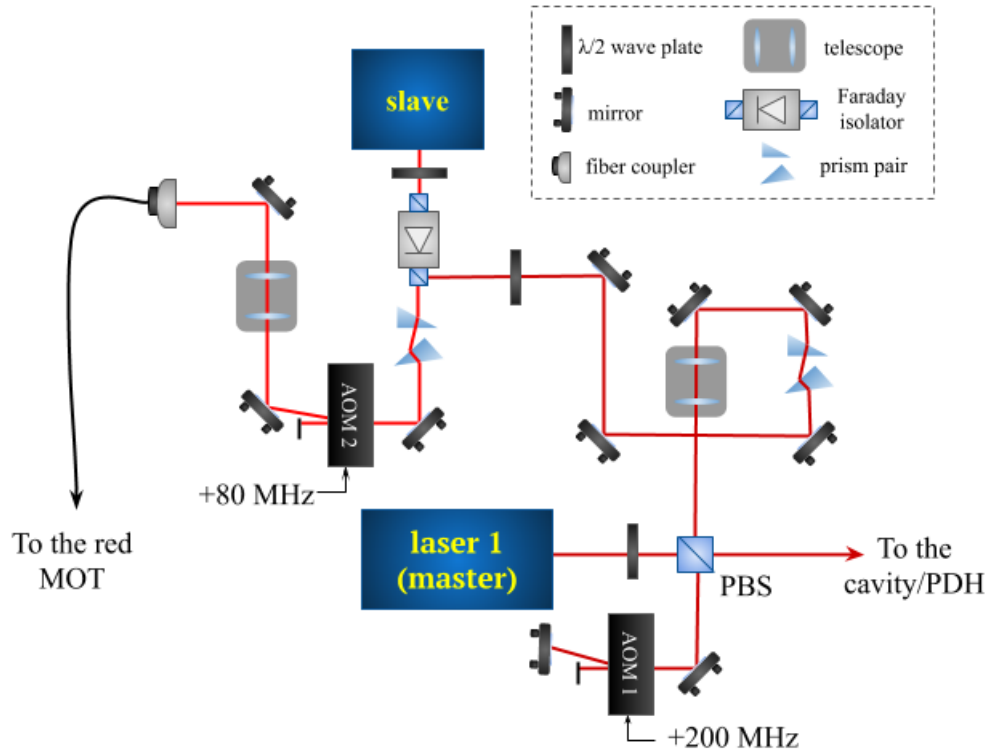 λ/2 wave plate
telescope
mirror
Faraday
isolator
fiber coupler
prism pair
slave
AOM 2
+80 MHz
To the red
MOT
laser 1
(master)
PBS
To the
cavity/PDH
AOM 1
+200 MHz